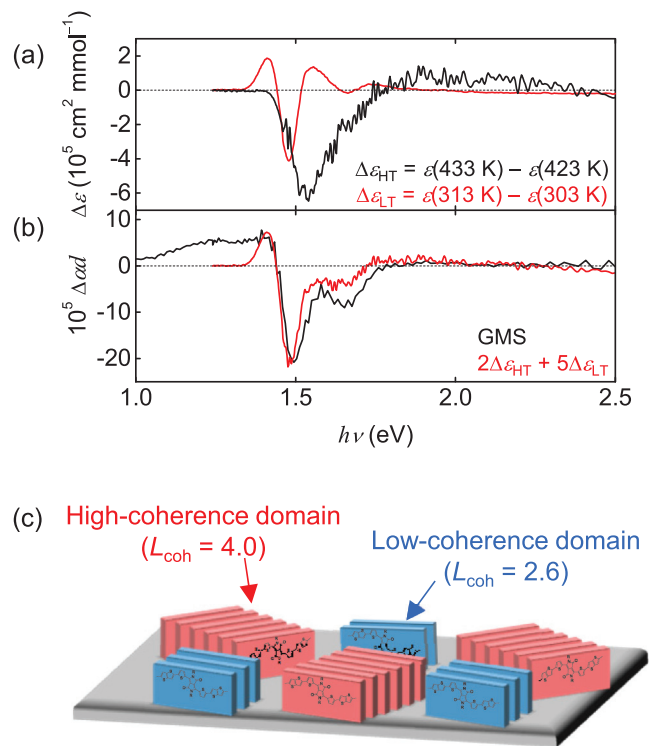 (a)
2
0
-2
-4
-6
Δε (10⁵ cm² mmol⁻¹)
Δε_HT = ε(433 K) − ε(423 K)
Δε_LT = ε(313 K) − ε(303 K)
(b)
10
0
-10
-20
10⁵ Δαd
GMS
2Δε_HT + 5Δε_LT
1.0 1.5 2.0 2.5
hν (eV)
(c)
High-coherence domain
(L_coh = 4.0)
Low-coherence domain
(L_coh = 2.6)